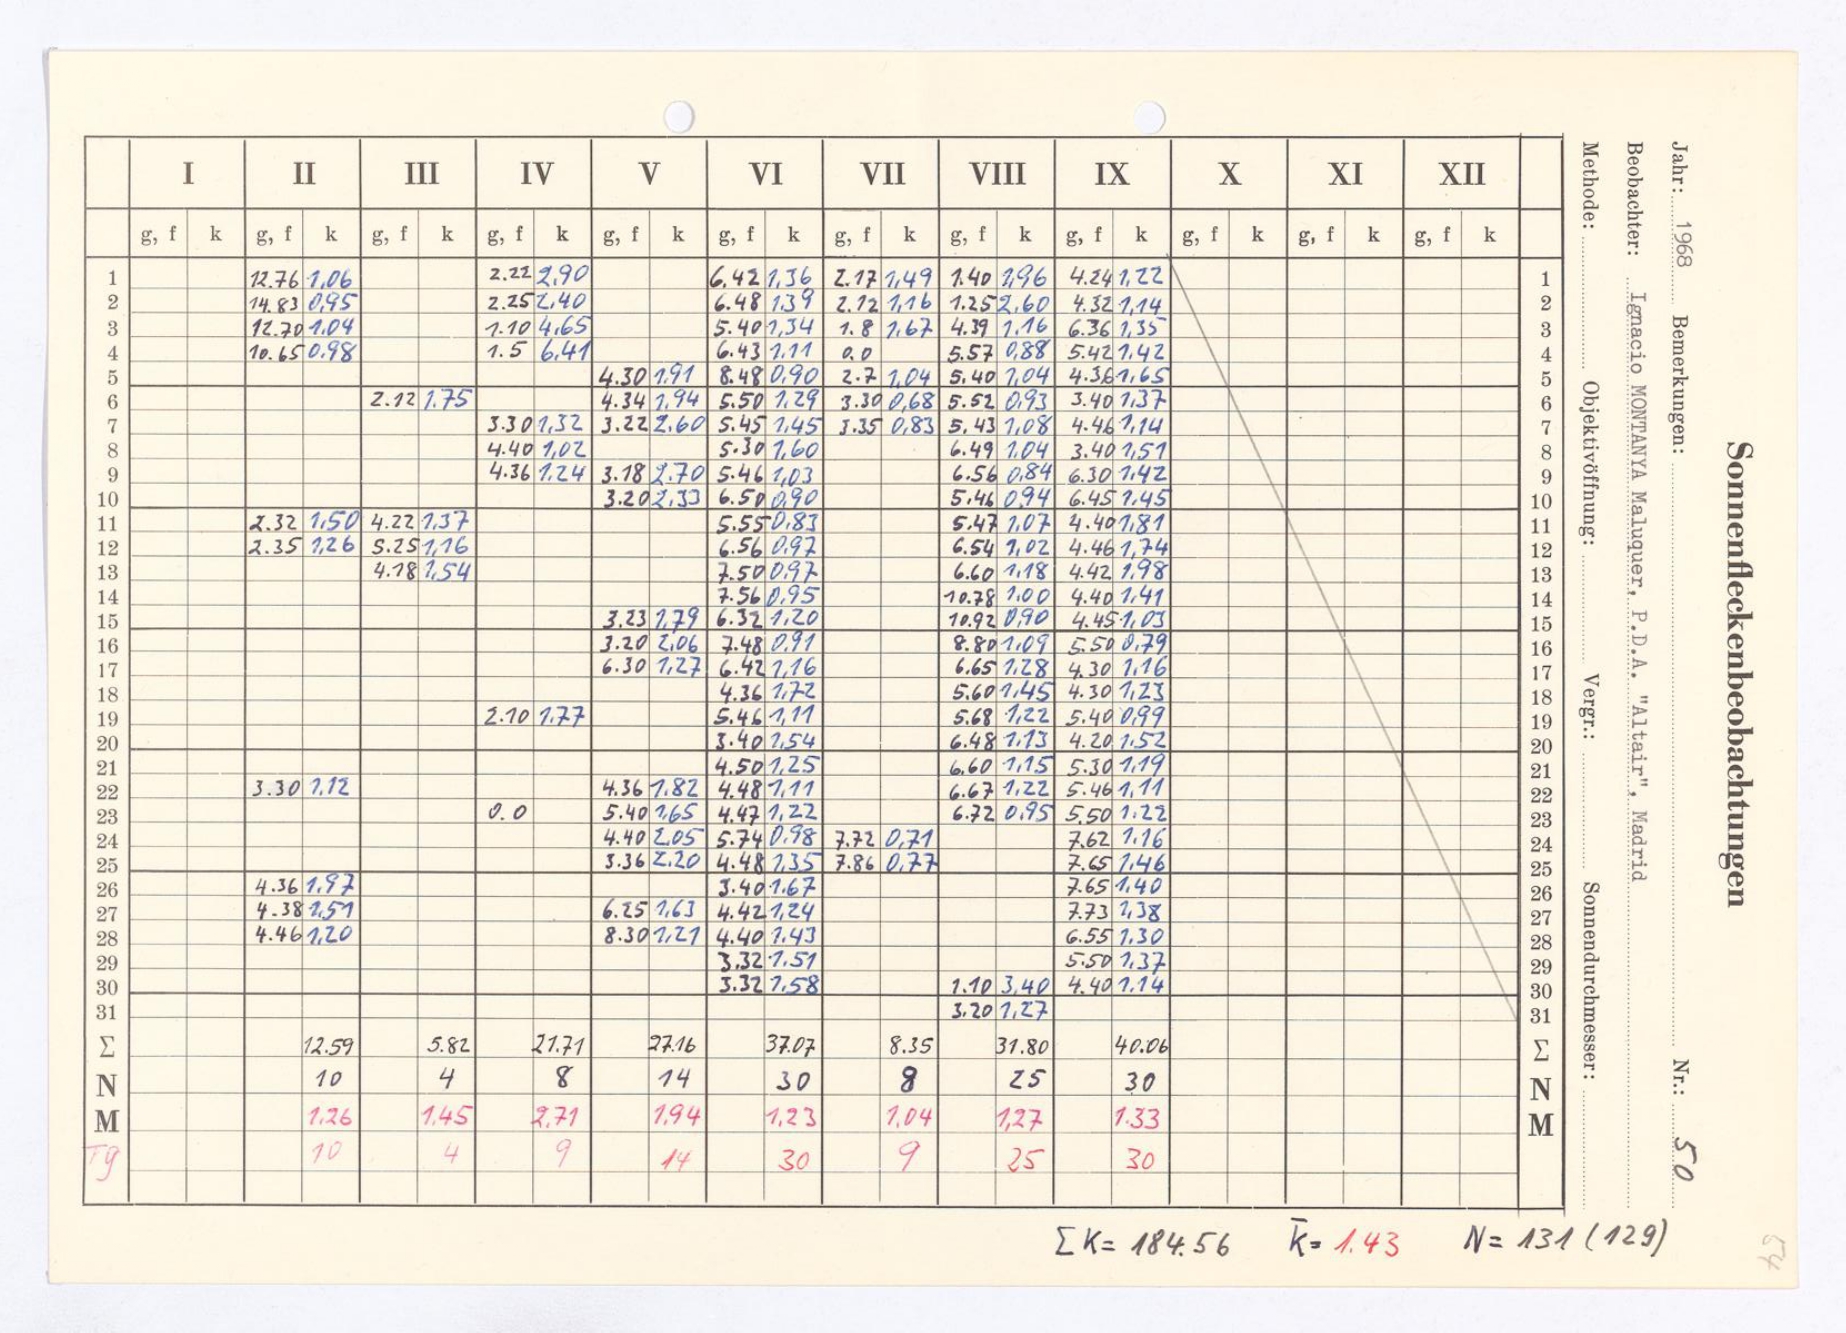 Sonnenfleckenbeobachtungen
Jahr: 1968 Bemerkungen: Nr.: 50
Beobachter: Ignacio MONTANYA Maluquer, P.D.A. "Altair", Madrid
Methode: Objektivöffnung: Vergr.: Sonnendurchmesser:
I II III IV V VI VII VIII IX X XI XII
g, f k g, f k g, f k g, f k g, f k g, f k g, f k g, f k g, f k g, f k g, f k g, f k
1 12.76 1,06 2.22 2,90 6.42 1,36 2.17 1,49 1.40 1,96 4.24 1,22 1
2 14.83 0,95 2.25 2,40 6.48 1,39 2.12 1,16 1.25 2,60 4.32 1,14 2
3 12.70 1,04 1.10 4,65 5.40 1,34 1.8 1,67 4.39 1,16 6.36 1,35 3
4 10.65 0,98 1.5 6,41 6.43 1,11 0.0 5.57 0,88 5.42 1,42 4
5 4.30 1,91 8.48 0,90 2.7 1,04 5.40 1,04 4.36 1,65 5
6 2.12 1.75 4.34 1,94 5.50 1,29 3.30 0,68 5.52 0,93 3.40 1,37 6
7 3.30 1,32 3.22 2,60 5.45 1,45 3.35 0,83 5.43 1,08 4.46 1,14 7
8 4.40 1,02 5.30 1,60 6.49 1,04 3.40 1,51 8
9 4.36 1,24 3.18 2.70 5.46 1,03 6.56 0,84 6.30 1,42 9
10 3.20 2,33 6.50 0,90 5.46 0,94 6.45 1,45 10
11 2.32 1,50 4.22 1,37 5.55 0,83 5.47 1,07 4.40 1,81 11
12 2.35 1,26 5.25 1,16 6.56 0,97 6.54 1,02 4.46 1,74 12
13 4.18 1,54 7.50 0,97 6.60 1,18 4.42 1,98 13
14 7.56 0,95 10.78 1,00 4.40 1,41 14
15 3.23 1,79 6.32 1,20 10.92 0,90 4.45 1,03 15
16 3.20 2,06 7.48 0,91 8.80 1,09 5.50 0,79 16
17 6.30 1,27 6.42 1,16 6.65 1,28 4.30 1,16 17
18 4.36 1,72 5.60 1,45 4.30 1,23 18
19 2.10 1,77 5.46 1,11 5.68 1,22 5.40 0,99 19
20 3.40 1,54 6.48 1,13 4.20 1,52 20
21 4.50 1,25 6.60 1,15 5.30 1,19 21
22 3.30 1,12 4.36 1,82 4.48 1,11 6.67 1,22 5.46 1,11 22
23 0.0 5.40 1,65 4.47 1,22 6.72 0,95 5.50 1,22 23
24 4.40 2,05 5.74 0,98 7.72 0,71 7.62 1,16 24
25 3.36 2,20 4.48 1,35 7.86 0,77 7.65 1,46 25
26 4.36 1,97 3.40 1,67 7.65 1,40 26
27 4.38 1,51 6.25 1,63 4.42 1,24 7.73 1,38 27
28 4.46 1,20 8.30 1,21 4.40 1,43 6.55 1,30 28
29 3.32 1,51 5.50 1,37 29
30 3.32 1,58 1.10 3,40 4.40 1,14 30
31 3.20 1,27 31
Σ 12.59 5.82 21.71 27.16 37.07 8.35 31.80 40.06 Σ
N 10 4 8 14 30 8 25 30 N
M 1.26 1.45 2,71 1,94 1,23 1,04 1,27 1.33 M
Tg 10 4 9 14 30 9 25 30
Σ K = 184.56 k̄ = 1.43 N = 131 (129)
54